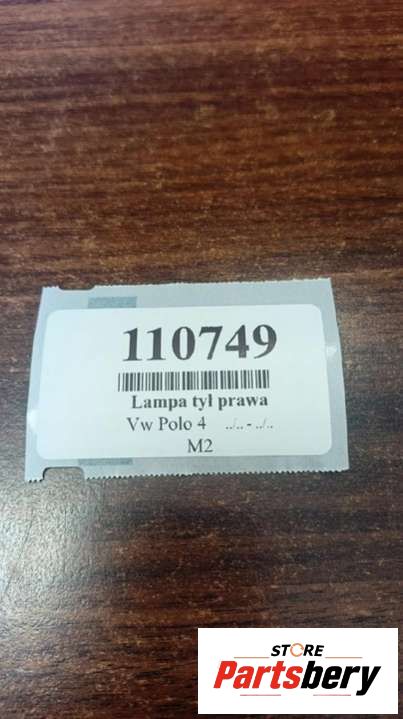 110749
Lampa tył prawa
Vw Polo 4 ../.. - ../..
M2
STORE
Partsbery